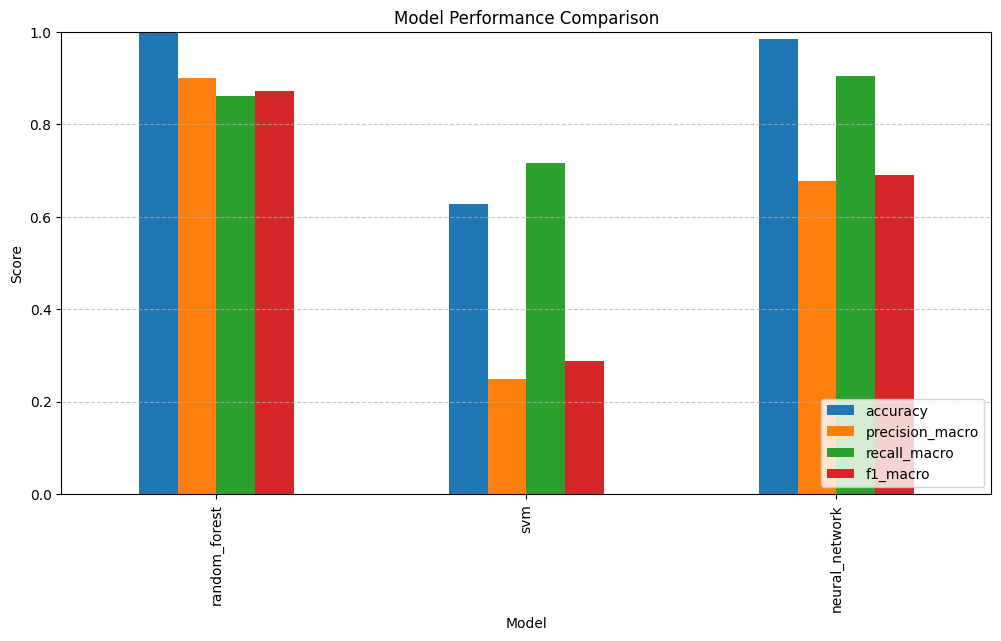 Model Performance Comparison
1.0
0.8
0.6
0.4
0.2
0.0
Score
random_forest
svm
neural_network
Model
accuracy
precision_macro
recall_macro
f1_macro